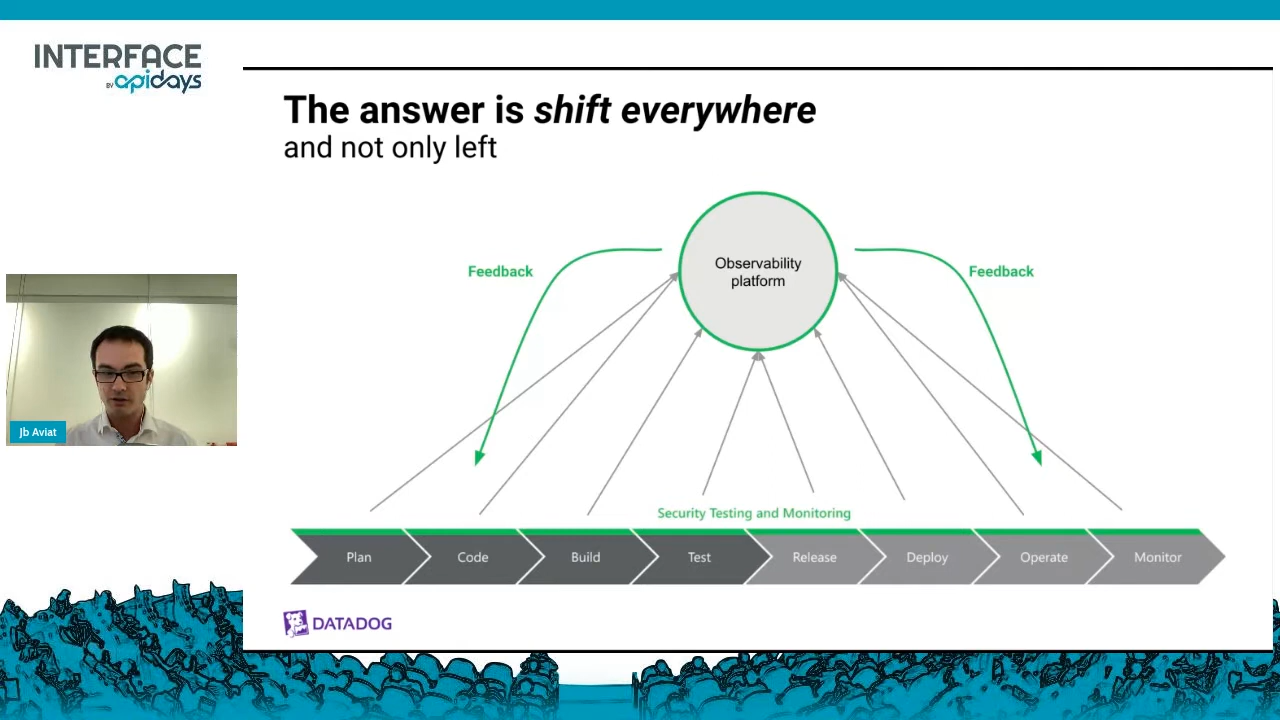 INTERFACE
BY apidays
The answer is shift everywhere
and not only left
Observability
platform
Feedback
Feedback
Jb Aviat
Security Testing and Monitoring
Plan
Code
Build
Test
Release
Deploy
Operate
Monitor
DATADOG